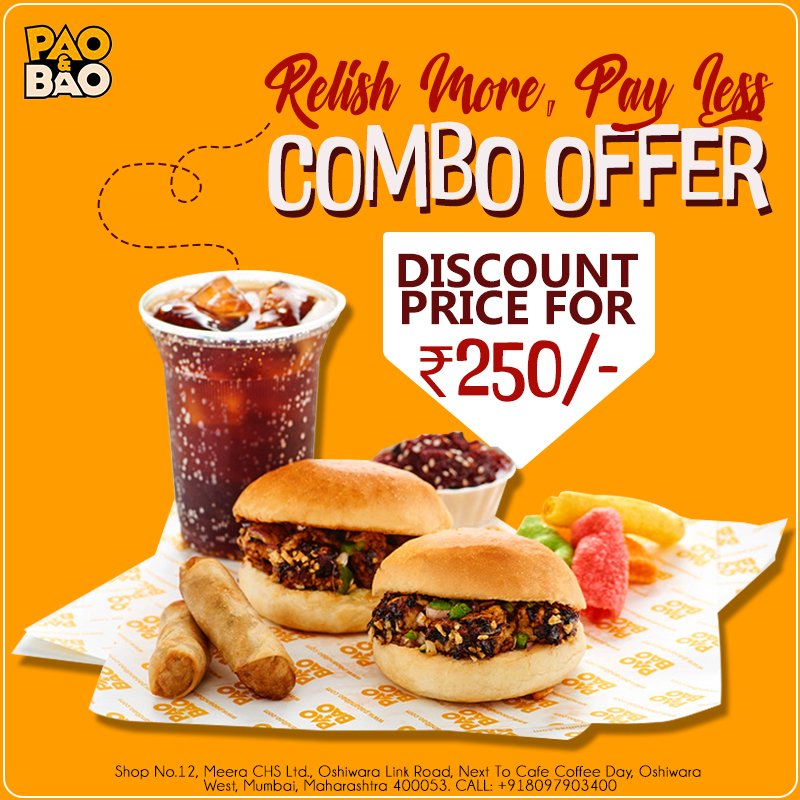 PAO
&
BAO
Relish More, Pay less
COMBO OFFER
DISCOUNT
PRICE FOR
₹250/-
Shop No.12, Meera CHS Ltd., Oshiwara Link Road, Next To Cafe Coffee Day, Oshiwara
West, Mumbai, Maharashtra 400053. CALL: +918097903400